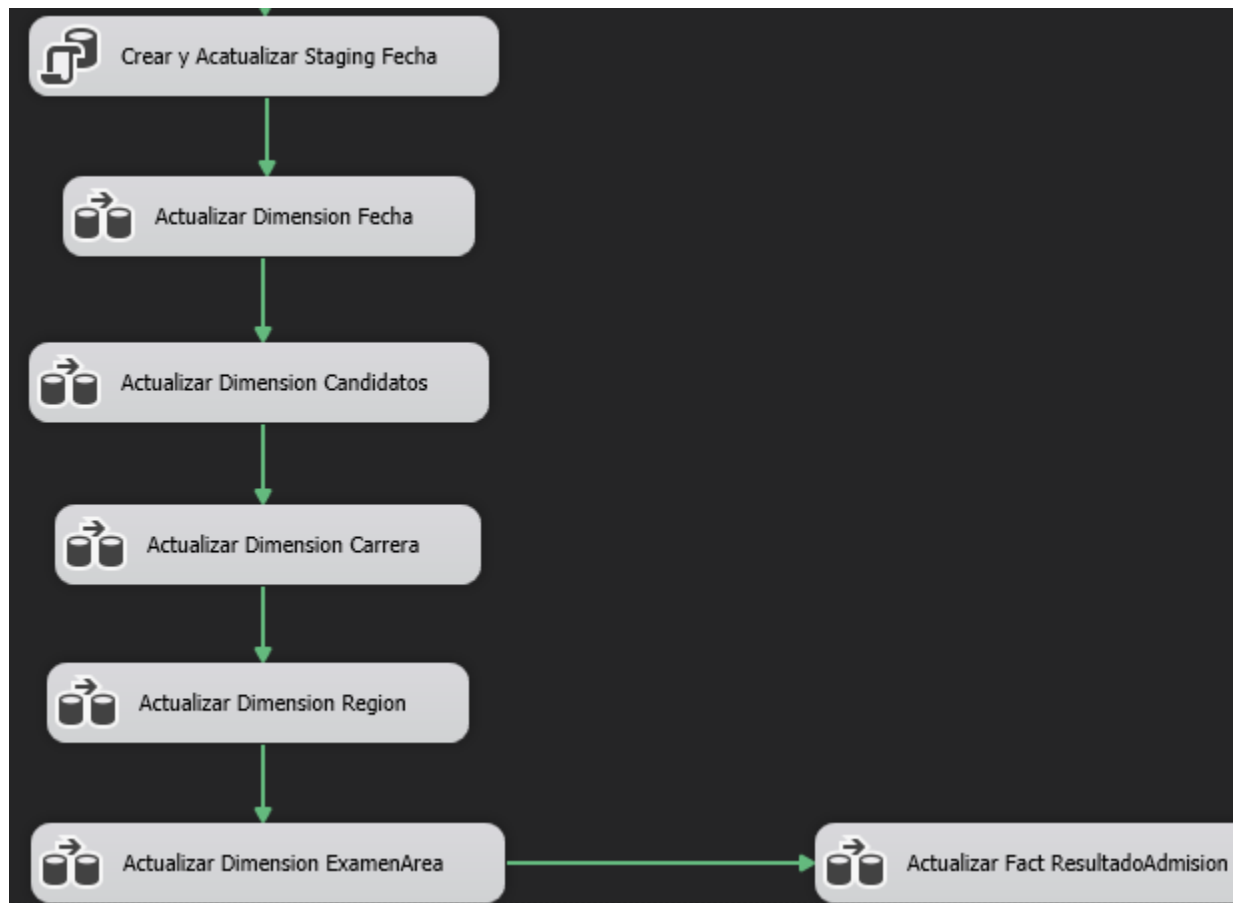 Crear y Acatualizar Staging Fecha
Actualizar Dimension Fecha
Actualizar Dimension Candidatos
Actualizar Dimension Carrera
Actualizar Dimension Region
Actualizar Dimension ExamenArea
Actualizar Fact ResultadoAdmision